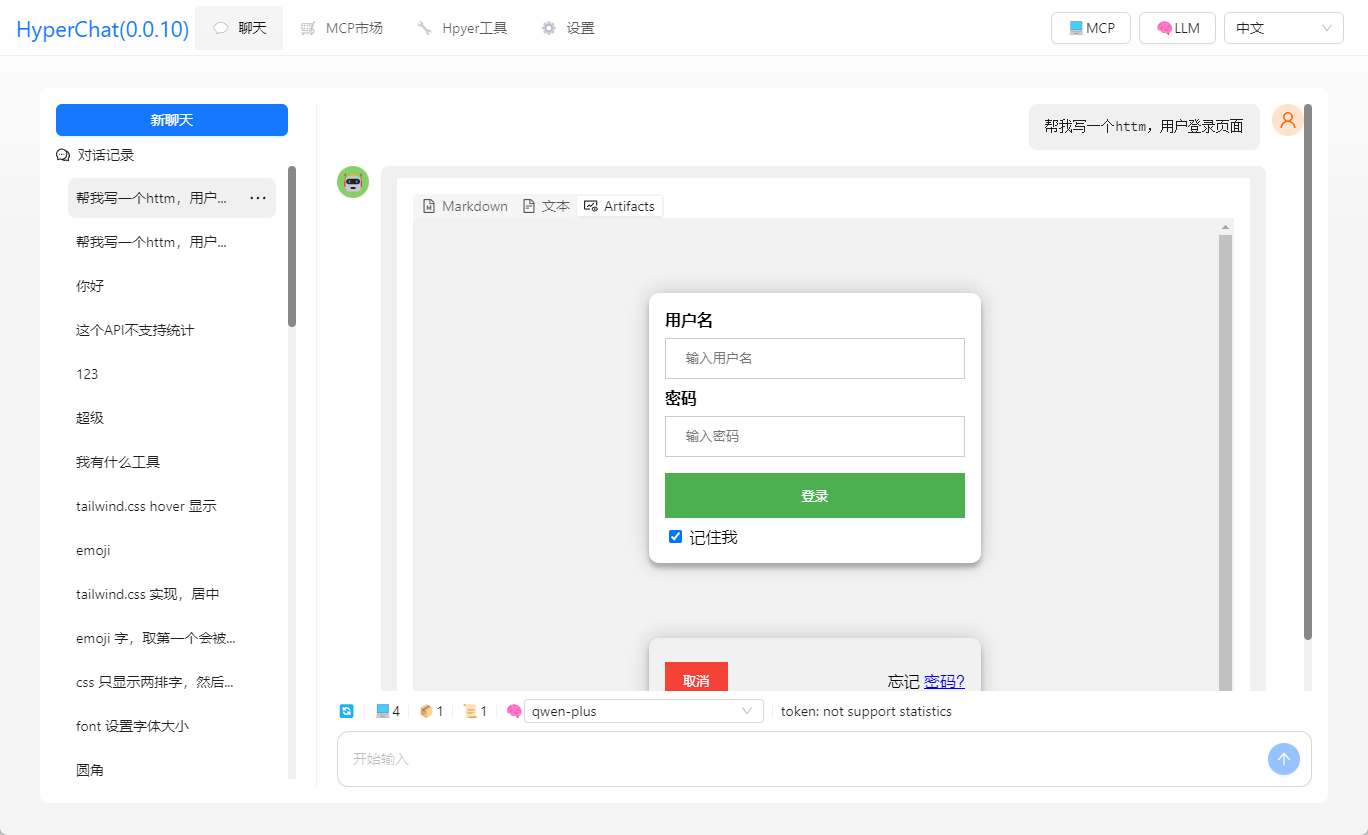 HyperChat(0.0.10)
聊天
MCP市场
Hpyer工具
设置
MCP
LLM
中文
新聊天
对话记录
帮我写一个httm，用户...
帮我写一个httm，用户...
你好
这个API不支持统计
123
超级
我有什么工具
tailwind.css hover 显示
emoji
tailwind.css 实现，居中
emoji 字，取第一个会被...
css 只显示两排字，然后...
font 设置字体大小
圆角
帮我写一个httm，用户登录页面
Markdown
文本
Artifacts
用户名
输入用户名
密码
输入密码
登录
记住我
取消
忘记 密码?
4
1
1
qwen-plus
token: not support statistics
开始输入